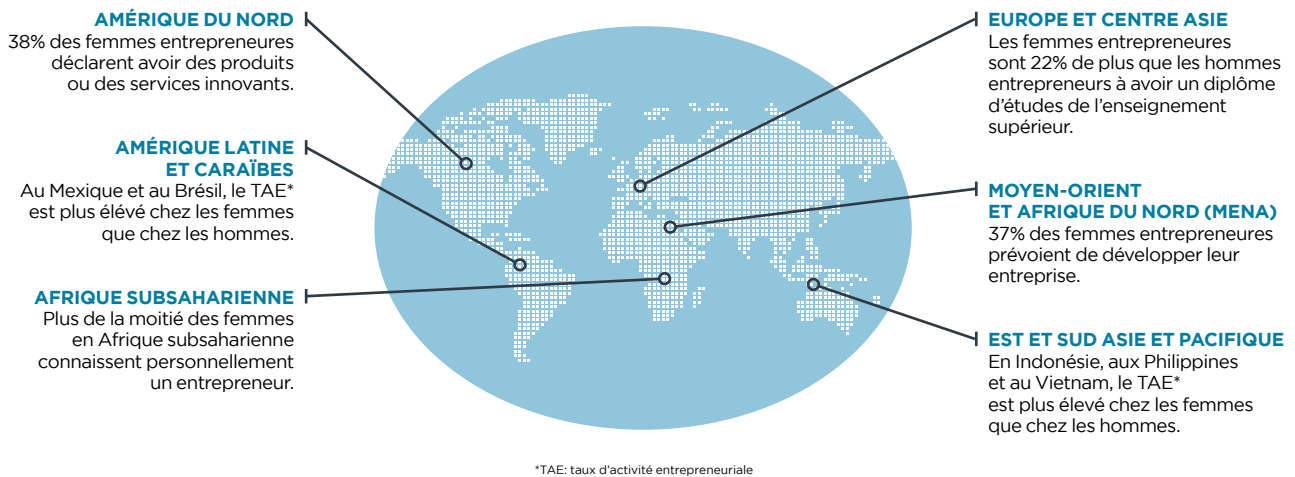 AMÉRIQUE DU NORD
38% des femmes entrepreneures
déclarent avoir des produits
ou des services innovants.
AMÉRIQUE LATINE
ET CARAÏBES
Au Mexique et au Brésil, le TAE*
est plus élévé chez les femmes
que chez les hommes.
AFRIQUE SUBSAHARIENNE
Plus de la moitié des femmes
en Afrique subsaharienne
connaissent personnellement
un entrepreneur.
EUROPE ET CENTRE ASIE
Les femmes entrepreneures
sont 22% de plus que les hommes
entrepreneurs à avoir un diplôme
d’études de l’enseignement
supérieur.
MOYEN-ORIENT
ET AFRIQUE DU NORD (MENA)
37% des femmes entrepreneures
prévoient de développer leur
entreprise.
EST ET SUD ASIE ET PACIFIQUE
En Indonésie, aux Philippines
et au Vietnam, le TAE*
est plus élevé chez les femmes
que chez les hommes.
*TAE: taux d’activité entrepreneuriale